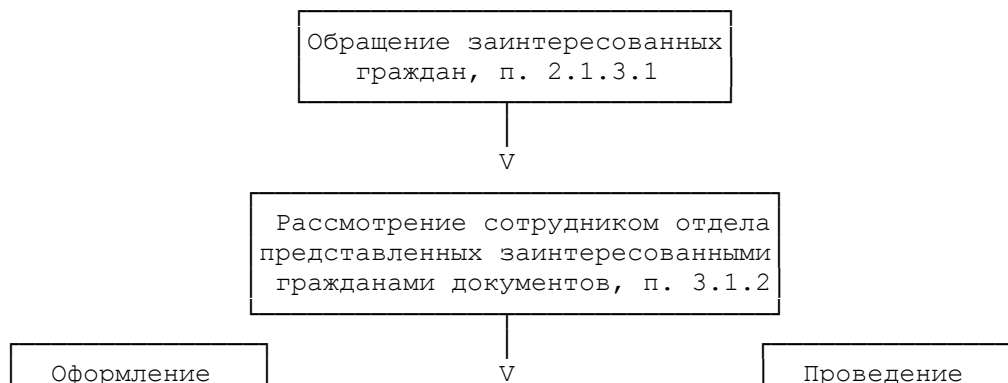 Обращение заинтересованных
граждан, п. 2.1.3.1
V
Рассмотрение сотрудником отдела
представленных заинтересованными
гражданами документов, п. 3.1.2
Оформление V Проведение